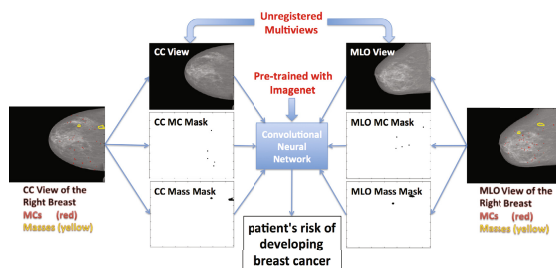 Unregistered
Multiviews
CC View
MLO View
Pre-trained with
Imagenet
CC MC Mask
MLO MC Mask
Convolutional
Neural
Network
CC Mass Mask
MLO Mass Mask
CC View of the
Right Breast
MCs (red)
Masses (yellow)
MLO View of the
Right Breast
MCs (red)
Masses (yellow)
patient's risk of
developing
breast cancer